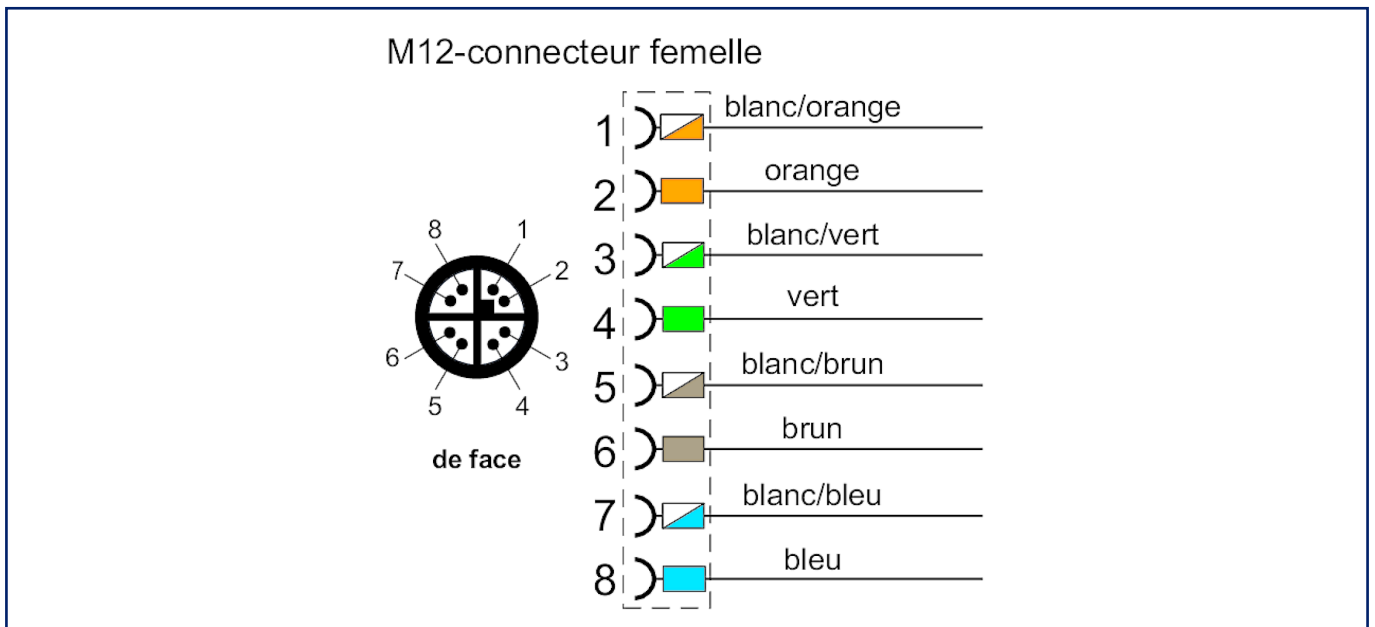 M12-connecteur femelle
1 blanc/orange
2 orange
3 blanc/vert
4 vert
5 blanc/brun
6 brun
7 blanc/bleu
8 bleu
8 1
7 2
6 3
5 4
de face